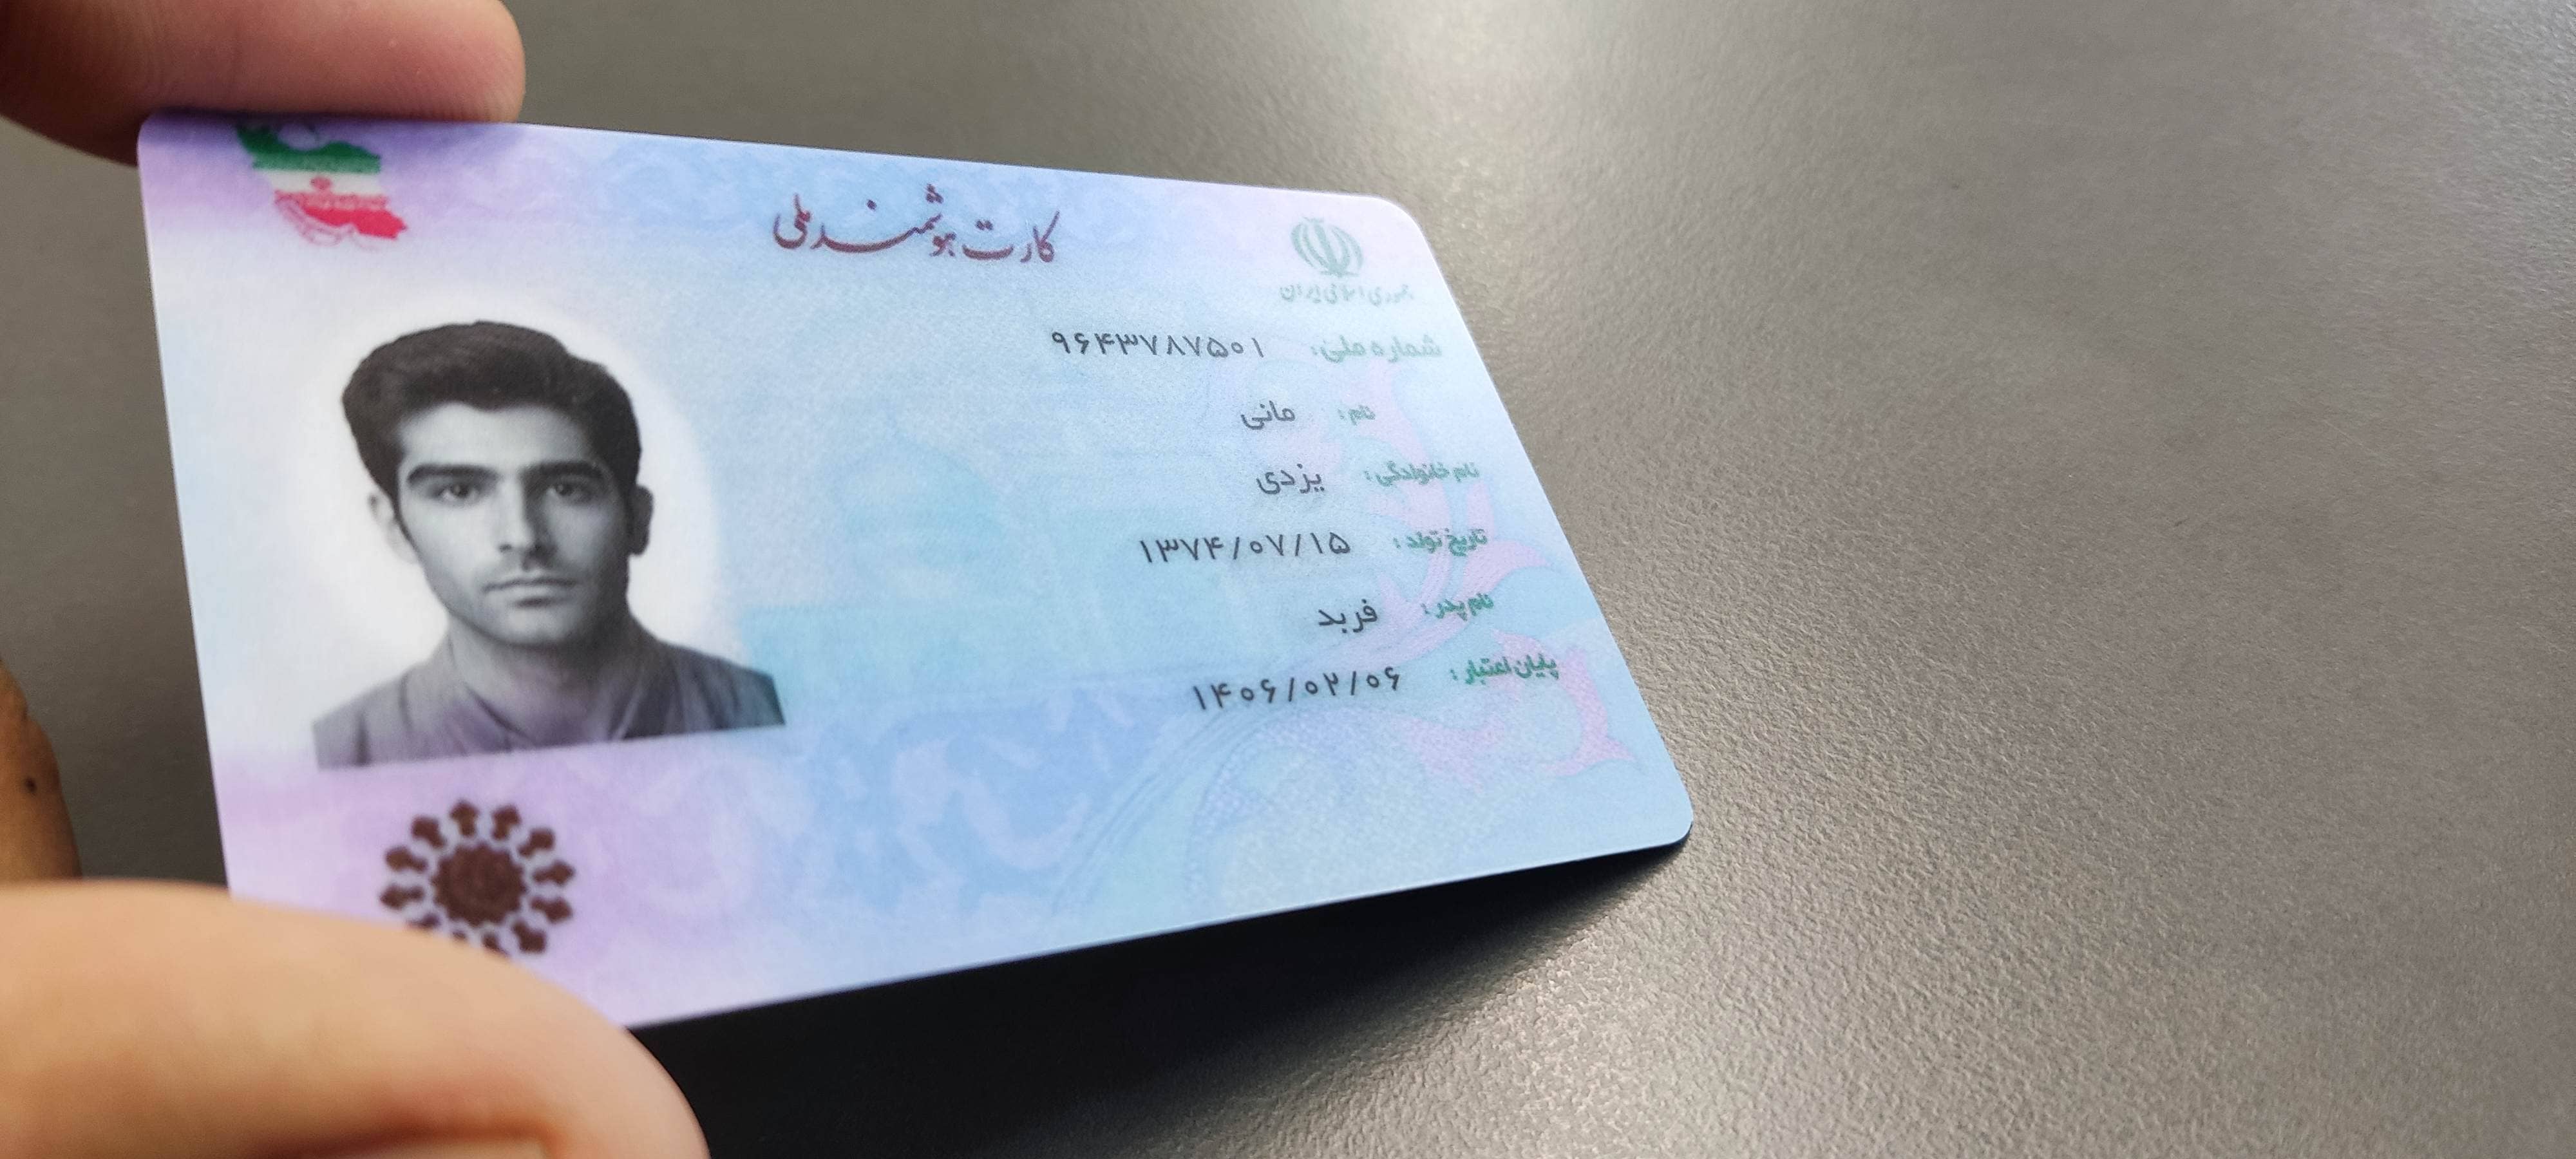 کارت هوشمند ملی
جمهوری اسلامی ایران
شماره ملی: ۹۶۴۳۷۸۷۵۰۱
نام: مانی
نام خانوادگی: یزدی
تاریخ تولد: ۱۳۷۴/۰۷/۱۵
نام پدر: فربد
پایان اعتبار: ۱۴۰۶/۰۲/۰۶